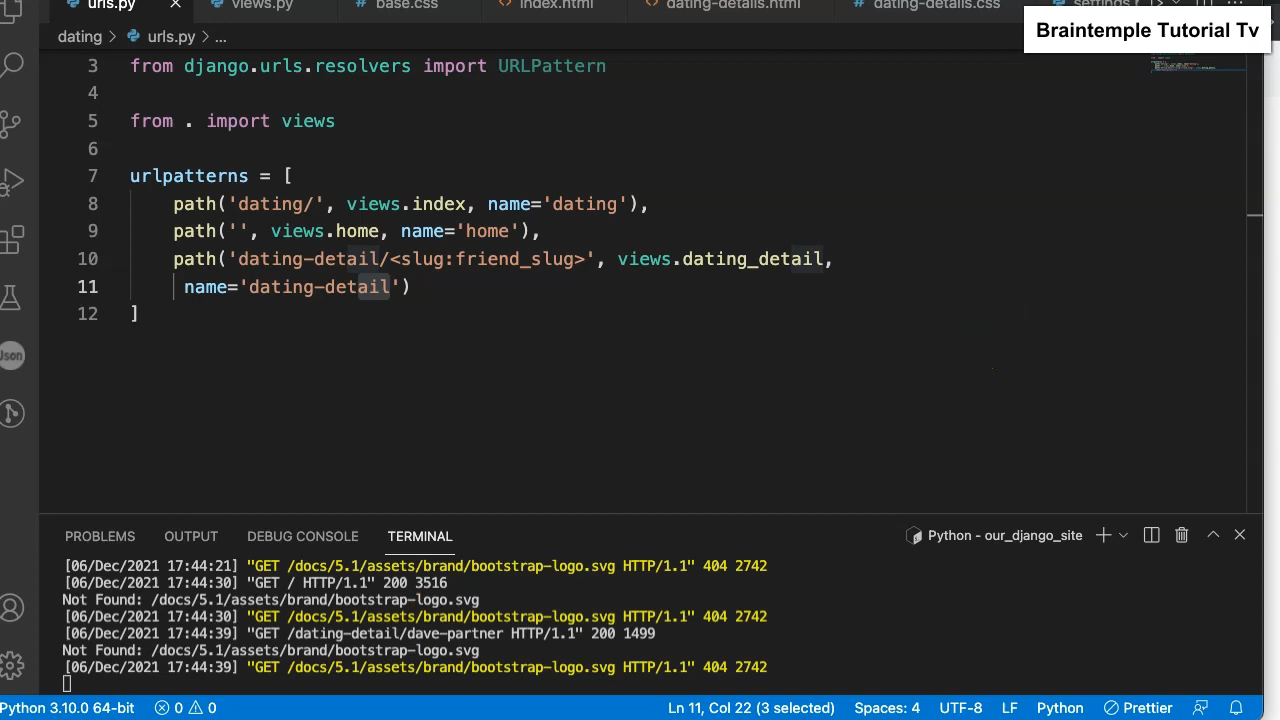 urls.py
views.py
base.css
index.html
dating-details.html
dating-details.css
settings
Braintemple Tutorial Tv
dating > urls.py > ...
3 from django.urls.resolvers import URLPattern
4
5 from . import views
6
7 urlpatterns = [
8 path('dating/', views.index, name='dating'),
9 path('', views.home, name='home'),
10 path('dating-detail/<slug:friend_slug>', views.dating_detail,
11 name='dating-detail')
12 ]
Json
PROBLEMS OUTPUT DEBUG CONSOLE TERMINAL
Python - our_django_site
[06/Dec/2021 17:44:21] "GET /docs/5.1/assets/brand/bootstrap-logo.svg HTTP/1.1" 404 2742
[06/Dec/2021 17:44:30] "GET / HTTP/1.1" 200 3516
Not Found: /docs/5.1/assets/brand/bootstrap-logo.svg
[06/Dec/2021 17:44:30] "GET /docs/5.1/assets/brand/bootstrap-logo.svg HTTP/1.1" 404 2742
[06/Dec/2021 17:44:39] "GET /dating-detail/dave-partner HTTP/1.1" 200 1499
Not Found: /docs/5.1/assets/brand/bootstrap-logo.svg
[06/Dec/2021 17:44:39] "GET /docs/5.1/assets/brand/bootstrap-logo.svg HTTP/1.1" 404 2742
Python 3.10.0 64-bit 0 0 Ln 11, Col 22 (3 selected) Spaces: 4 UTF-8 LF Python Prettier